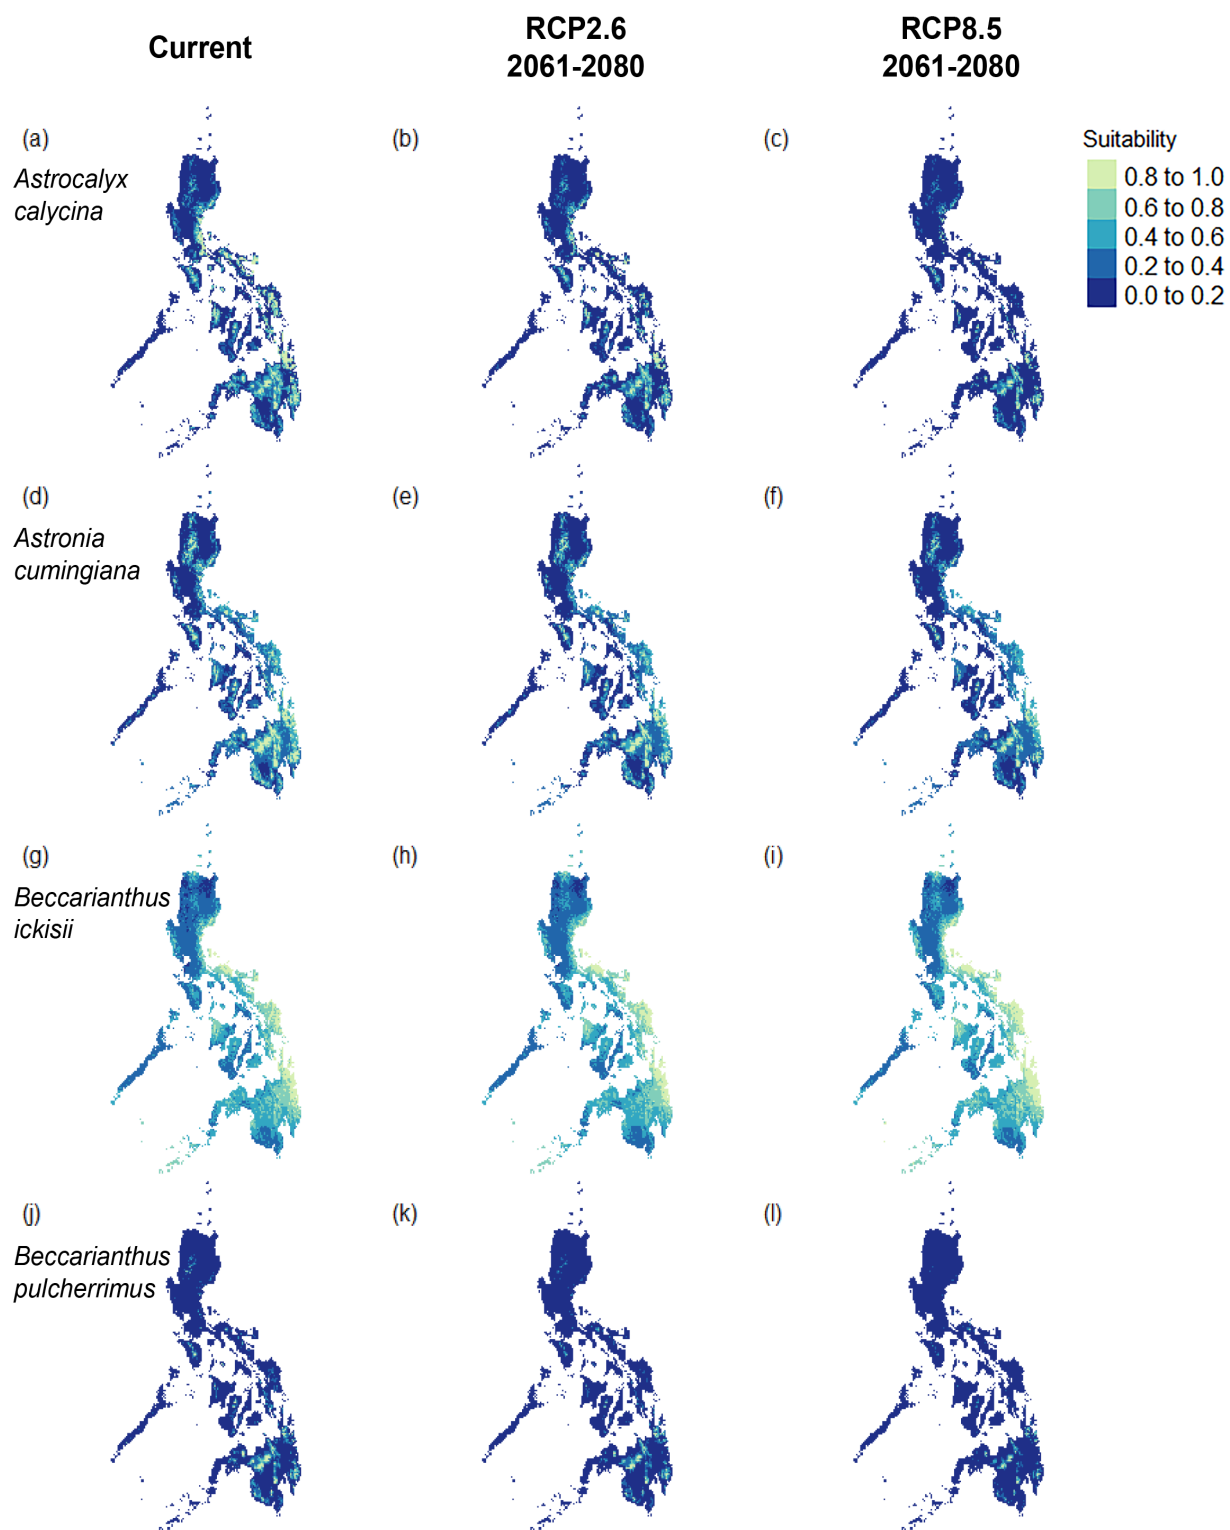 Current
RCP2.6
2061-2080
RCP8.5
2061-2080
(a)
(b)
(c)
Astrocalyx
calycina
Suitability
0.8 to 1.0
0.6 to 0.8
0.4 to 0.6
0.2 to 0.4
0.0 to 0.2
(d)
(e)
(f)
Astronia
cumingiana
(g)
(h)
(i)
Beccarianthus
ickisii
(j)
(k)
(l)
Beccarianthus
pulcherrimus